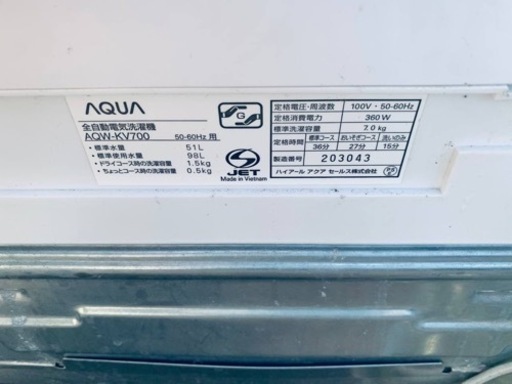 AQUA
全自動電気洗濯機
AQW-KV700
50-60Hz 用
・標準水量 51L
・標準使用水量 98L
・ドライコース時の洗濯容量 1.5kg
・ちょっとコース時の洗濯容量 0.5kg
G
JET
Made in Vietnam
定格電圧・周波数 100V・50-60Hz
定格消費電力 360W
標準洗濯容量 7.0kg
定格時間 標準コース おいそぎコース 洗いのみ
36分 27分 15分
製造番号 203043
ハイアール アクア セールス株式会社